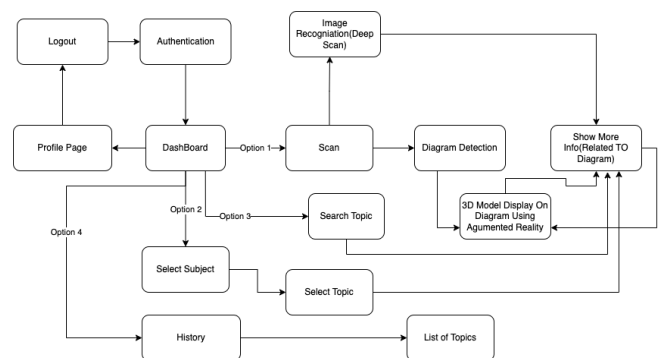 Image
Recogniation(Deep
Scan)
Logout
Authentication
Profile Page
DashBoard
Option 1
Scan
Diagram Detection
Show More
Info(Related TO
Diagram)
Option 2
Option 3
Search Topic
3D Model Display On
Diagram Using
Agumented Reality
Option 4
Select Subject
Select Topic
History
List of Topics